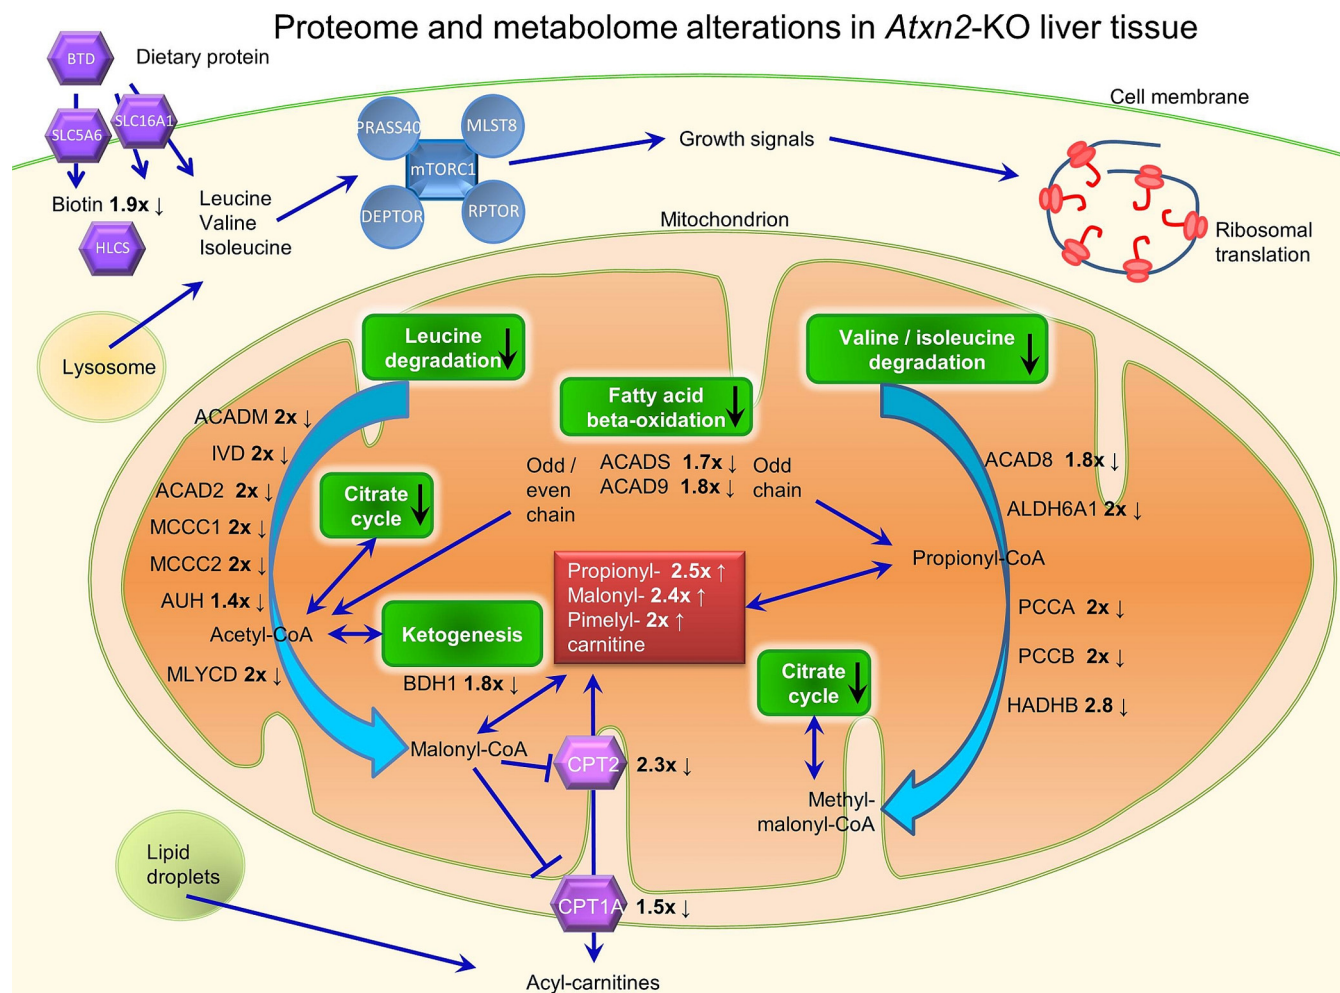 Proteome and metabolome alterations in Atxn2-KO liver tissue
BTD
Dietary protein
Cell membrane
SLC5A6
SLC16A1
PRASS40
MLST8
mTORC1
DEPTOR
RPTOR
Growth signals
Ribosomal
translation
Biotin 1.9x ↓
HLCS
Leucine
Valine
Isoleucine
Mitochondrion
Lysosome
Leucine
degradation ↓
Valine / isoleucine
degradation ↓
Fatty acid
beta-oxidation ↓
ACADM 2x ↓
IVD 2x ↓
ACAD2 2x ↓
MCCC1 2x ↓
MCCC2 2x ↓
AUH 1.4x ↓
Acetyl-CoA
MLYCD 2x ↓
Citrate
cycle ↓
Odd /
even
chain
ACADS 1.7x ↓
ACAD9 1.8x ↓
Odd
chain
ACAD8 1.8x ↓
ALDH6A1 2x ↓
Propionyl-CoA
PCCA 2x ↓
PCCB 2x ↓
HADHB 2.8 ↓
Propionyl- 2.5x ↑
Malonyl- 2.4x ↑
Pimelyl- 2x ↑
carnitine
Ketogenesis
BDH1 1.8x ↓
Citrate
cycle ↓
Malonyl-CoA
CPT2 2.3x ↓
Methyl-
malonyl-CoA
Lipid
droplets
CPT1A 1.5x ↓
Acyl-carnitines